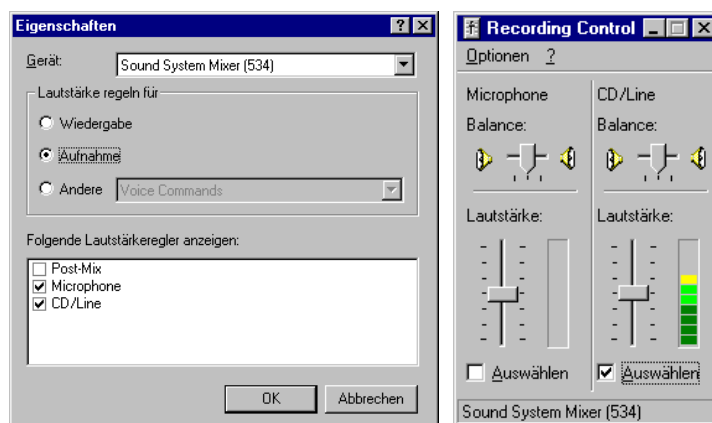 Eigenschaften
Gerät:
Sound System Mixer (534)
Lautstärke regeln für
Wiedergabe
Aufnahme
Andere
Voice Commands
Folgende Lautstärkeregler anzeigen:
Post-Mix
Microphone
CD/Line
OK
Abbrechen
Recording Control
Optionen ?
Microphone
Balance:
Lautstärke:
Auswählen
CD/Line
Balance:
Lautstärke:
Auswählen
Sound System Mixer (534)